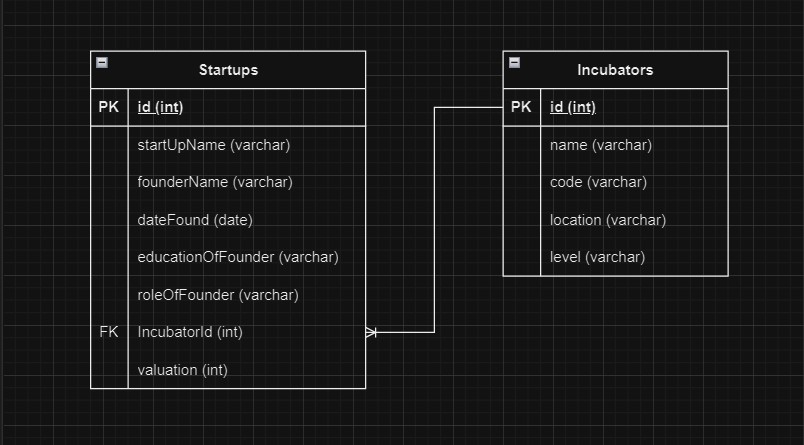 Startups
PK id (int)
startUpName (varchar)
founderName (varchar)
dateFound (date)
educationOfFounder (varchar)
roleOfFounder (varchar)
FK IncubatorId (int)
valuation (int)
Incubators
PK id (int)
name (varchar)
code (varchar)
location (varchar)
level (varchar)